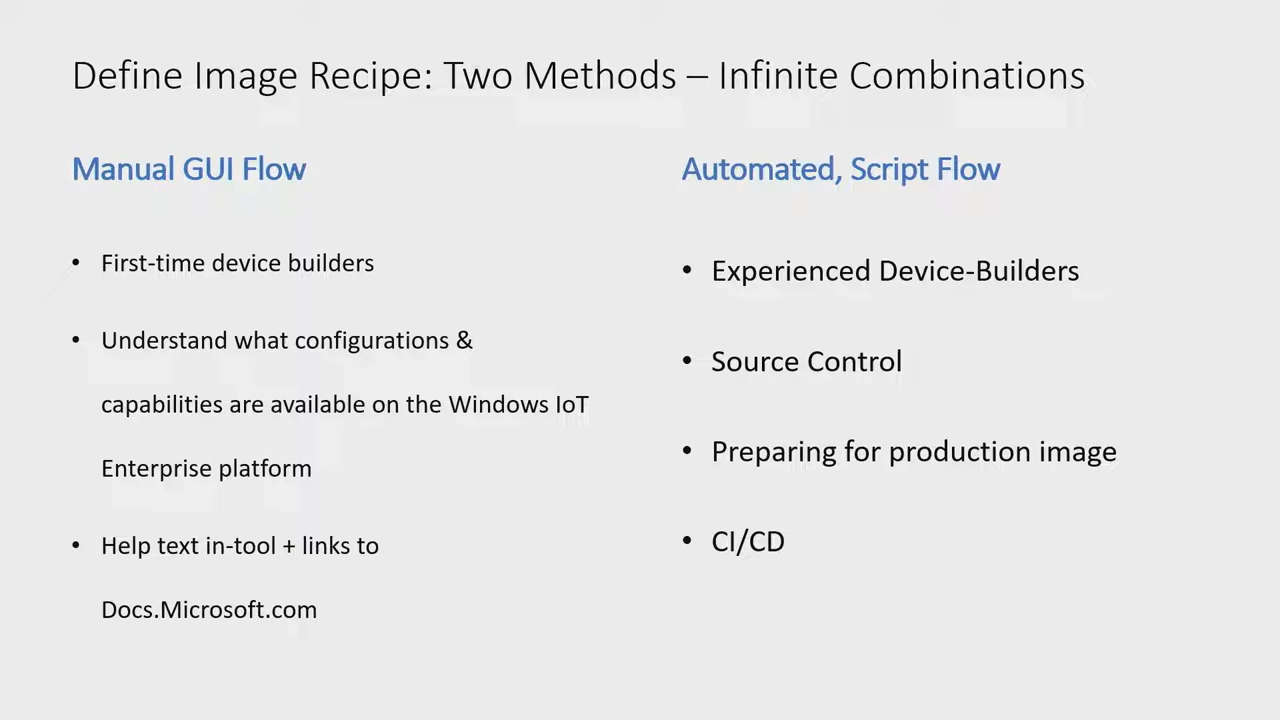 Define Image Recipe: Two Methods – Infinite Combinations
Manual GUI Flow
• First-time device builders
• Understand what configurations &
capabilities are available on the Windows IoT
Enterprise platform
• Help text in-tool + links to
Docs.Microsoft.com
Automated, Script Flow
• Experienced Device-Builders
• Source Control
• Preparing for production image
• CI/CD